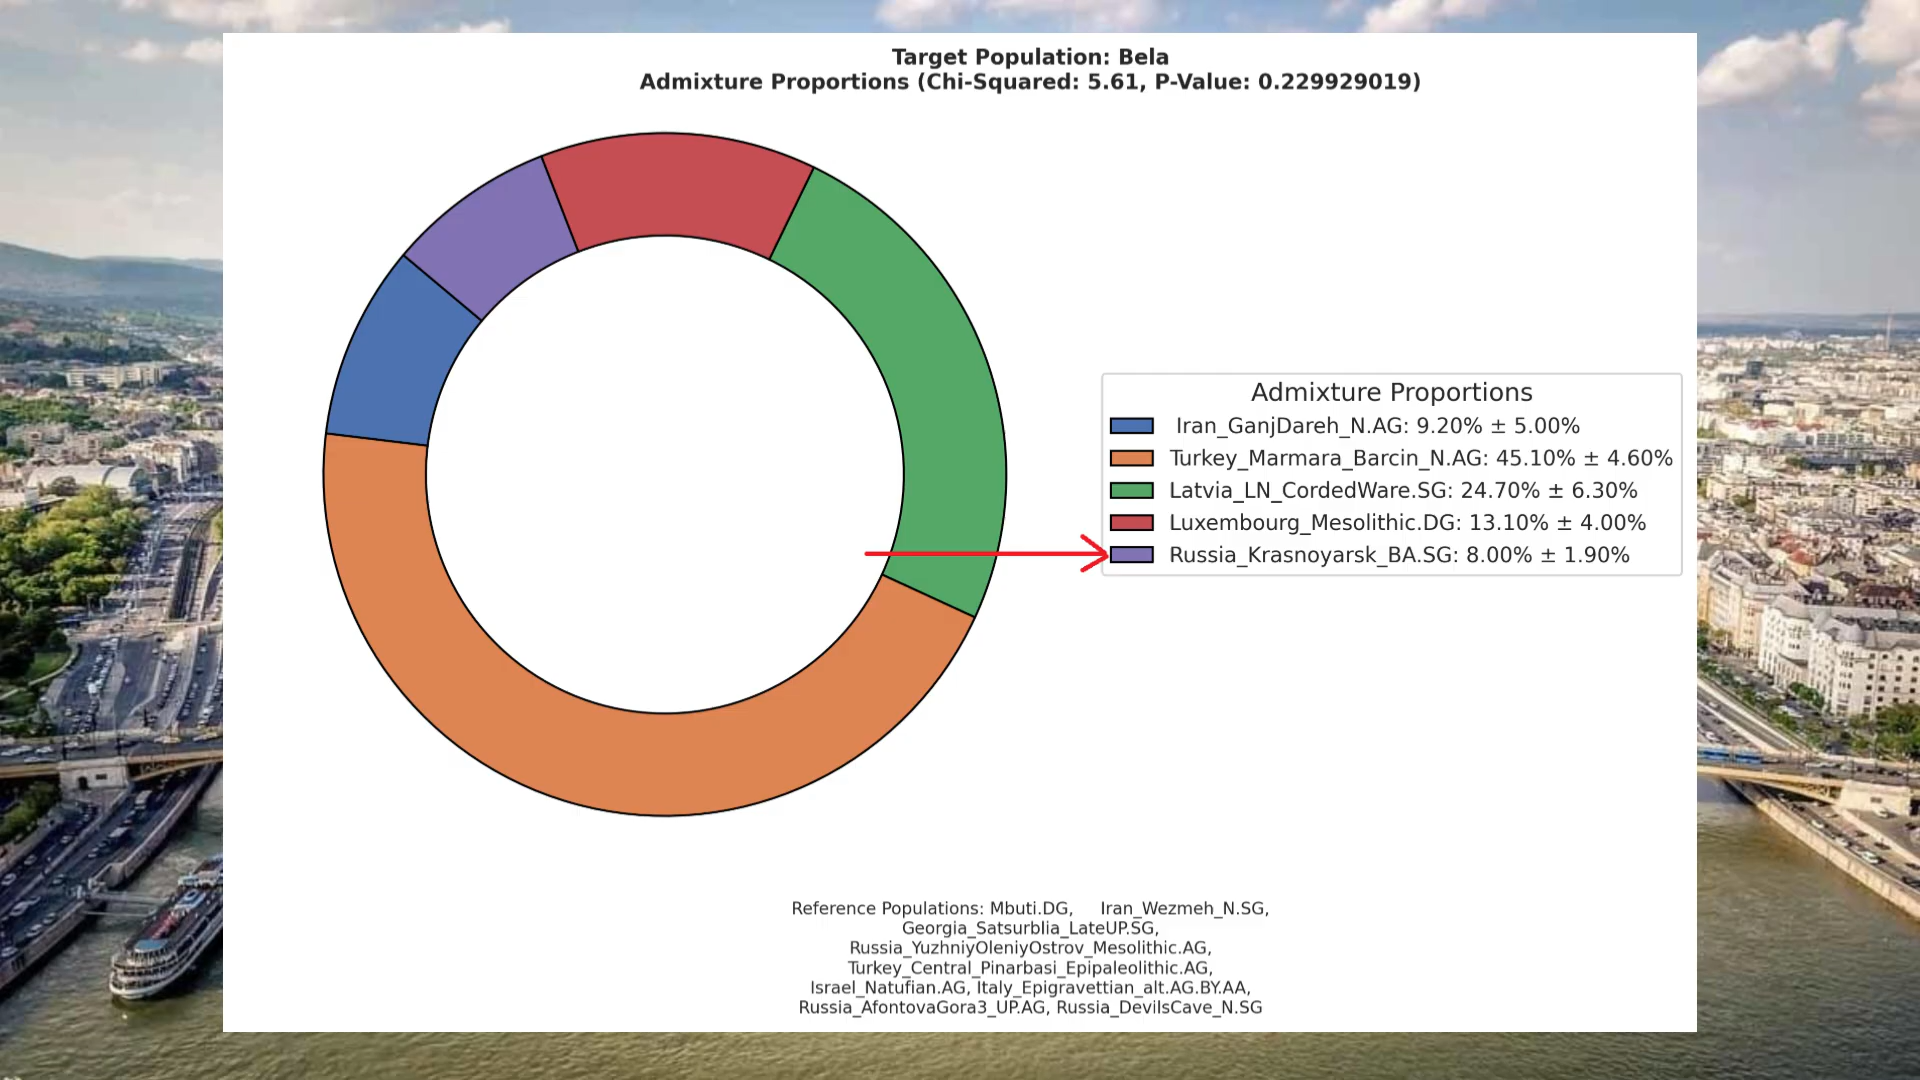 Target Population: Bela
Admixture Proportions (Chi-Squared: 5.61, P-Value: 0.229929019)
Admixture Proportions
Iran_GanjDareh_N.AG: 9.20% ± 5.00%
Turkey_Marmara_Barcin_N.AG: 45.10% ± 4.60%
Latvia_LN_CordedWare.SG: 24.70% ± 6.30%
Luxembourg_Mesolithic.DG: 13.10% ± 4.00%
Russia_Krasnoyarsk_BA.SG: 8.00% ± 1.90%
Reference Populations: Mbuti.DG, Iran_Wezmeh_N.SG,
Georgia_Satsurblia_LateUP.SG,
Russia_YuzhniyOleniyOstrov_Mesolithic.AG,
Turkey_Central_Pinarbasi_Epipaleolithic.AG,
Israel_Natufian.AG, Italy_Epigravettian_alt.AG.BY.AA,
Russia_AfontovaGora3_UP.AG, Russia_DevilsCave_N.SG